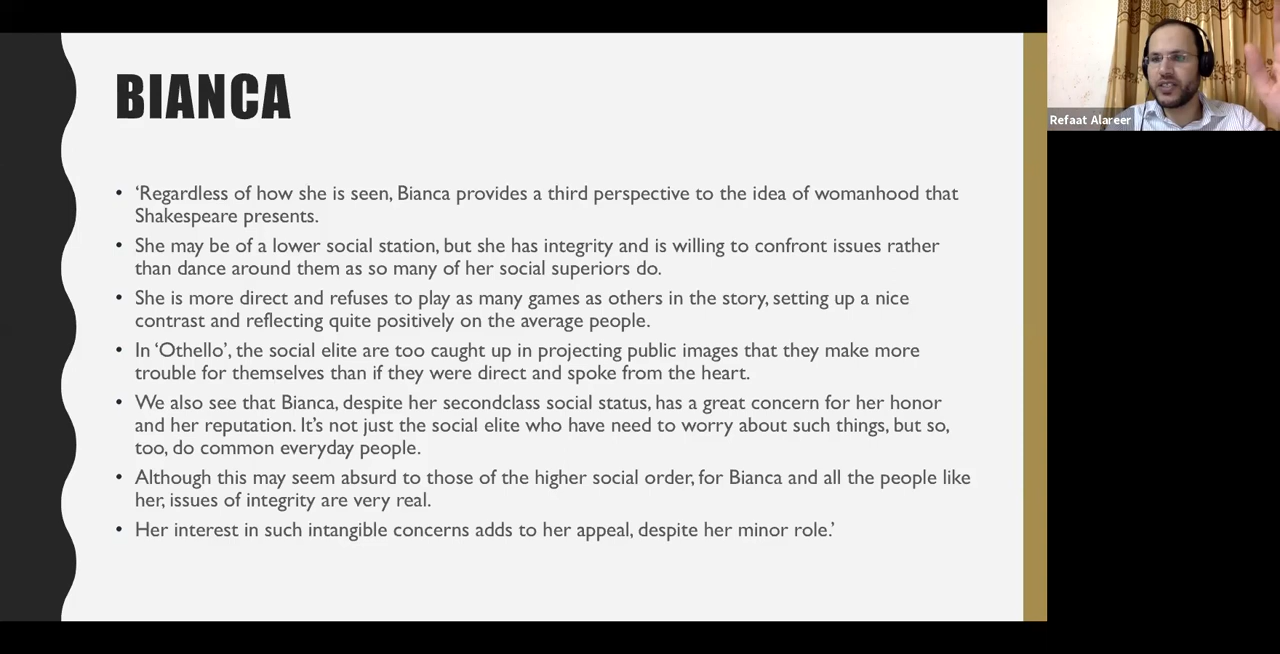 BIANCA
• ‘Regardless of how she is seen, Bianca provides a third perspective to the idea of womanhood that
Shakespeare presents.
• She may be of a lower social station, but she has integrity and is willing to confront issues rather
than dance around them as so many of her social superiors do.
• She is more direct and refuses to play as many games as others in the story, setting up a nice
contrast and reflecting quite positively on the average people.
• In ‘Othello’, the social elite are too caught up in projecting public images that they make more
trouble for themselves than if they were direct and spoke from the heart.
• We also see that Bianca, despite her secondclass social status, has a great concern for her honor
and her reputation. It’s not just the social elite who have need to worry about such things, but so,
too, do common everyday people.
• Although this may seem absurd to those of the higher social order, for Bianca and all the people like
her, issues of integrity are very real.
• Her interest in such intangible concerns adds to her appeal, despite her minor role.’
Refaat Alareer